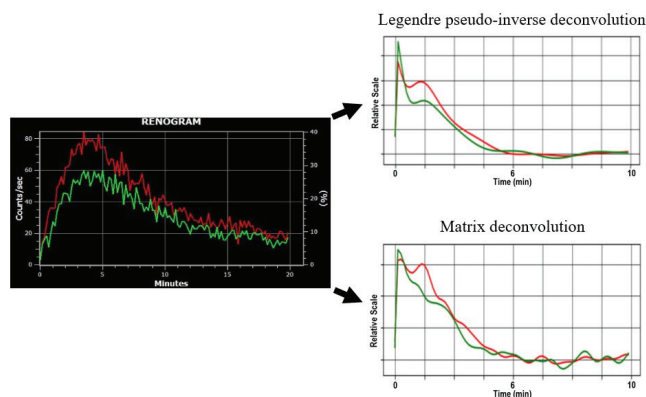 Legendre pseudo-inverse deconvolution
Relative Scale
0
6
10
Time (min)
RENOGRAM
80
60
40
20
0
Counts/sec
40
30
20
10
0
(%)
0
5
10
15
20
Minutes
Matrix deconvolution
Relative Scale
0
6
10
Time (min)